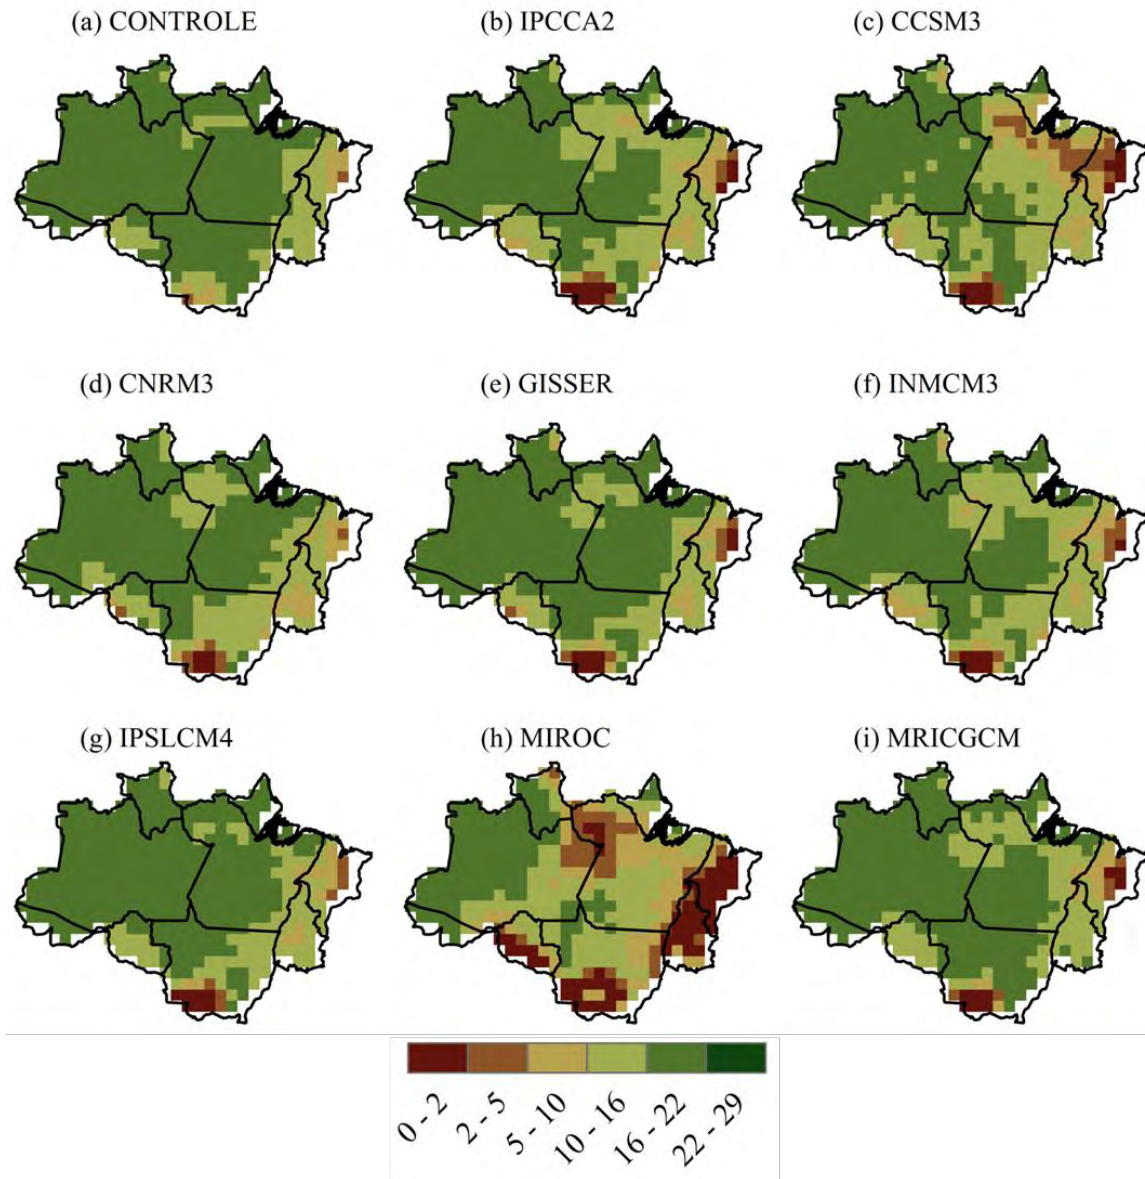 (a) CONTROLE
(b) IPCCA2
(c) CCSM3
(d) CNRM3
(e) GISSER
(f) INMCM3
(g) IPSLCM4
(h) MIROC
(i) MRICGCM
0 - 2
2 - 5
5 - 10
10 - 16
16 - 22
22 - 29